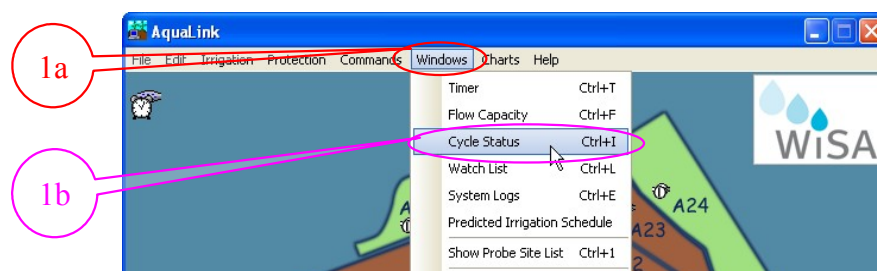 AquaLink
1a
File Edit Irrigation Protection Commands Windows Charts Help
Timer Ctrl+T
Flow Capacity Ctrl+F
WiSA
1b
Cycle Status Ctrl+I
Watch List Ctrl+L
System Logs Ctrl+E
A24
Predicted Irrigation Schedule
A23
Show Probe Site List Ctrl+1